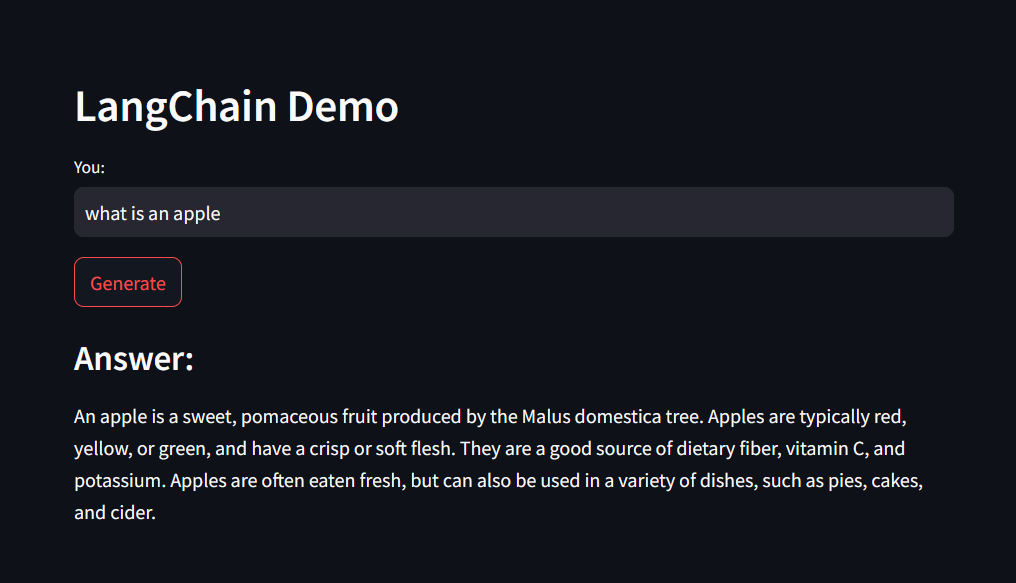 LangChain Demo
You:
what is an apple
Generate
Answer:
An apple is a sweet, pomaceous fruit produced by the Malus domestica tree. Apples are typically red,
yellow, or green, and have a crisp or soft flesh. They are a good source of dietary fiber, vitamin C, and
potassium. Apples are often eaten fresh, but can also be used in a variety of dishes, such as pies, cakes,
and cider.